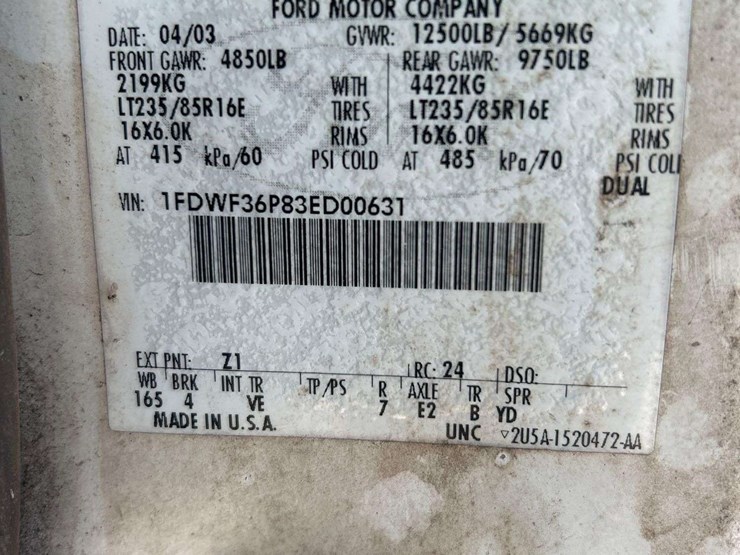 FORD MOTOR COMPANY
DATE: 04/03 GVWR: 12500LB/ 5669KG
FRONT GAWR: 4850LB REAR GAWR: 9750LB
2199KG WITH 4422KG WITH
LT235/85R16E TIRES LT235/85R16E TIRES
16X6.0K RIMS 16X6.0K RIMS
AT 415 kPa/60 PSI COLD AT 485 kPa/70 PSI COLD
DUAL
VIN: 1FDWF36P83ED00631
EXT PNT: Z1 RC: 24 DSO:
WB BRK INT TR TP/PS R AXLE TR SPR
165 4 VE 7 E2 B YD
MADE IN U.S.A.
UNC ▽2U5A-1520472-AA